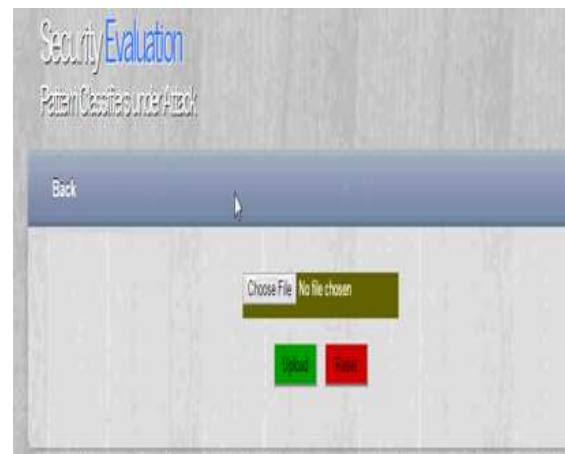 Security Evaluation
Pattern Classifiers under Attack
Back
Choose File No file chosen
Upload Reset